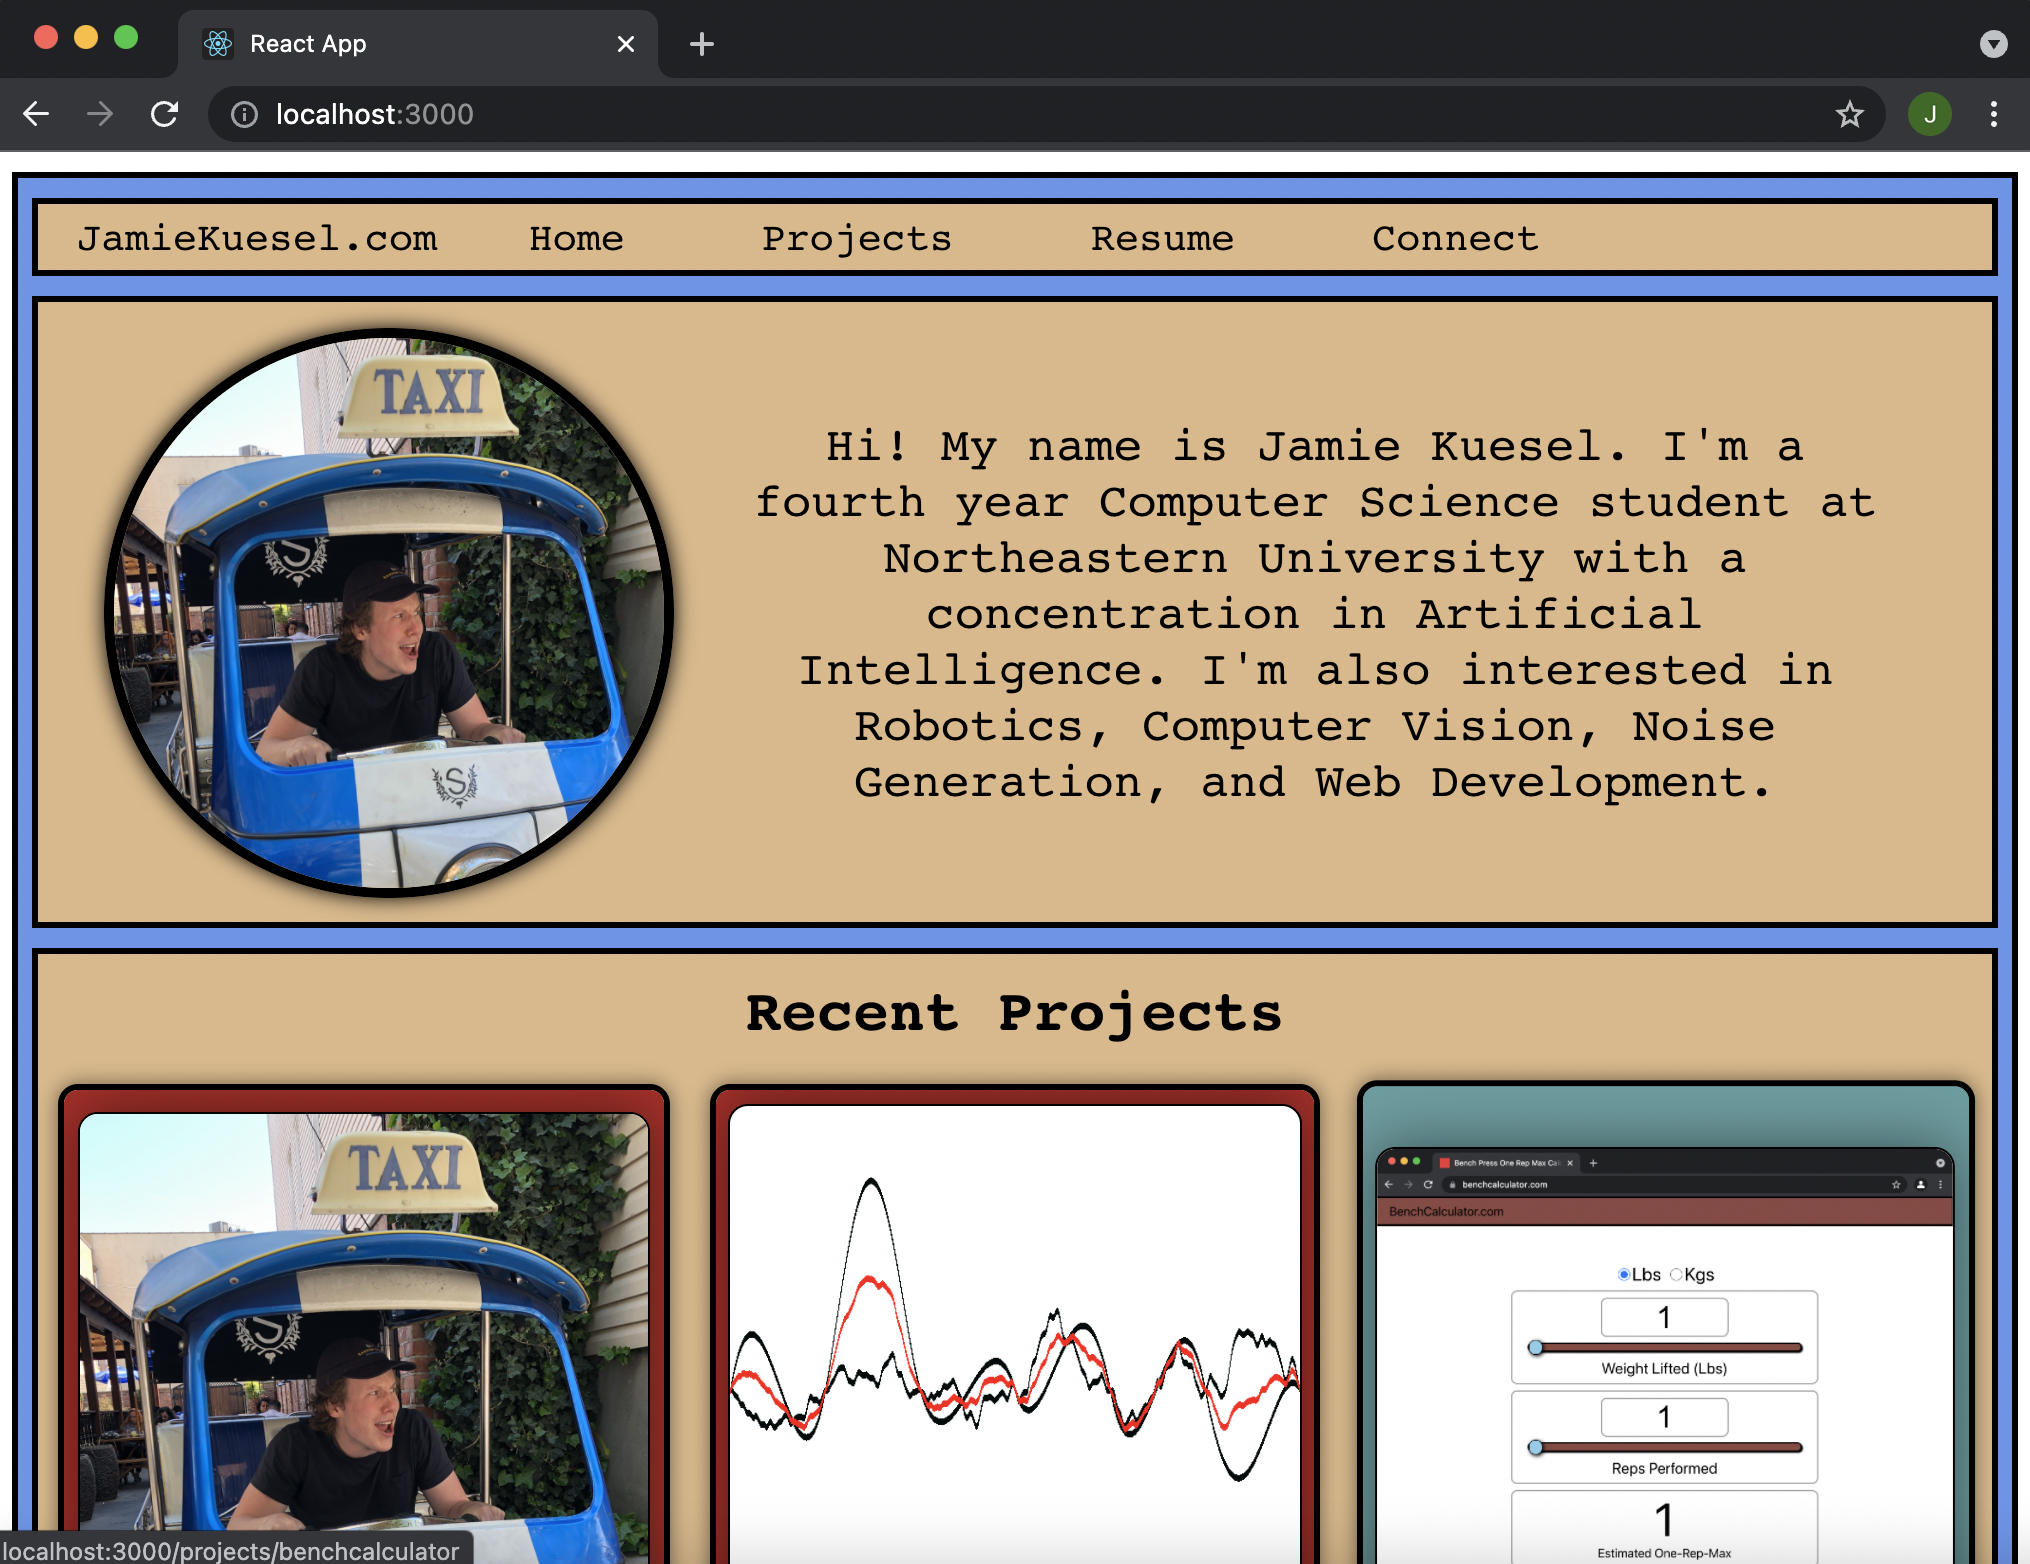 React App
localhost:3000
J
JamieKuesel.com Home Projects Resume Connect
TAXI
S
S
Hi! My name is Jamie Kuesel. I'm a
fourth year Computer Science student at
Northeastern University with a
concentration in Artificial
Intelligence. I'm also interested in
Robotics, Computer Vision, Noise
Generation, and Web Development.
Recent Projects
TAXI
S
Bench Press One Rep Max Cal
benchcalculator.com
BenchCalculator.com
Lbs Kgs
1
Weight Lifted (Lbs)
1
Reps Performed
1
Estimated One-Rep-Max
localhost:3000/projects/benchcalculator